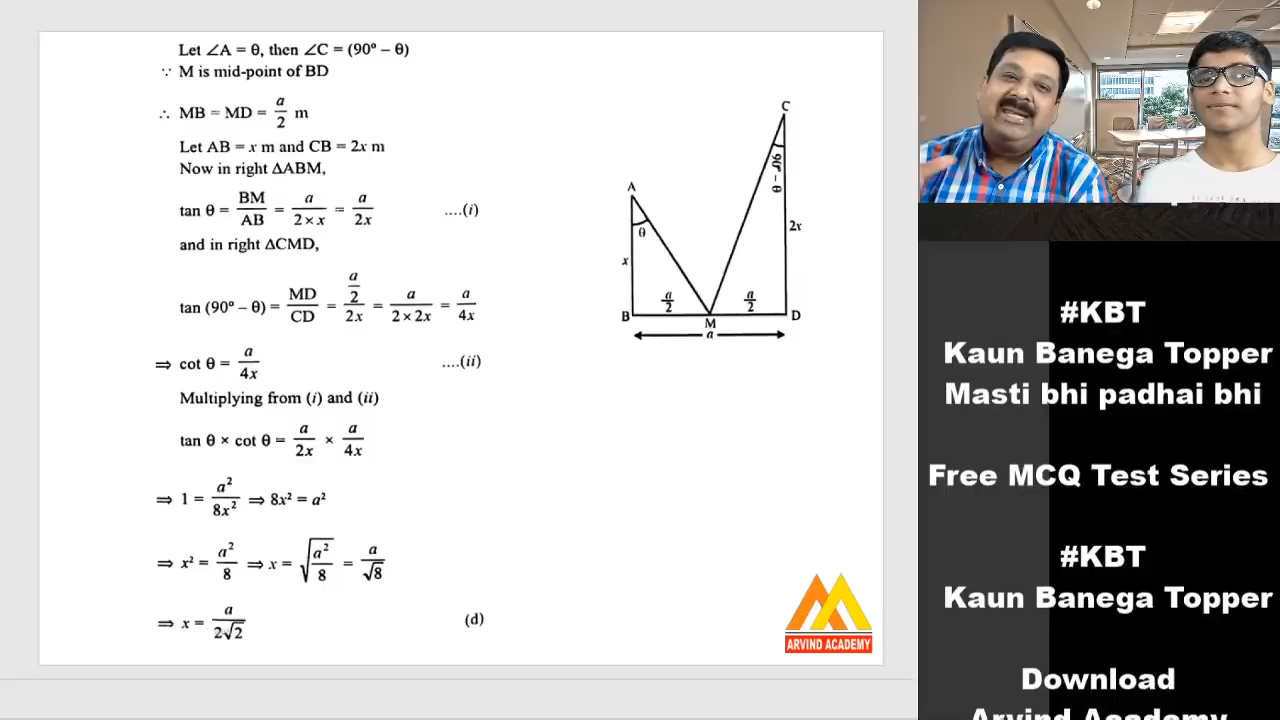 Let ∠A = θ, then ∠C = (90° − θ)
∵ M is mid-point of BD
∴ MB = MD = a/2 m
Let AB = x m and CB = 2x m
Now in right ΔABM,
tan θ = BM/AB = a/(2 × x) = a/2x ....(i)
and in right ΔCMD,
tan (90° − θ) = MD/CD = (a/2)/2x = a/(2 × 2x) = a/4x
⇒ cot θ = a/4x ....(ii)
Multiplying from (i) and (ii)
tan θ × cot θ = a/2x × a/4x
⇒ 1 = a²/8x² ⇒ 8x² = a²
⇒ x² = a²/8 ⇒ x = √(a²/8) = a/√8
⇒ x = a/2√2 (d)
C
90° − θ
A
θ
2x
x
a/2
a/2
B
M
D
a
ARVIND ACADEMY
#KBT
Kaun Banega Topper
Masti bhi padhai bhi
Free MCQ Test Series
#KBT
Kaun Banega Topper
Download
Arvind Academy